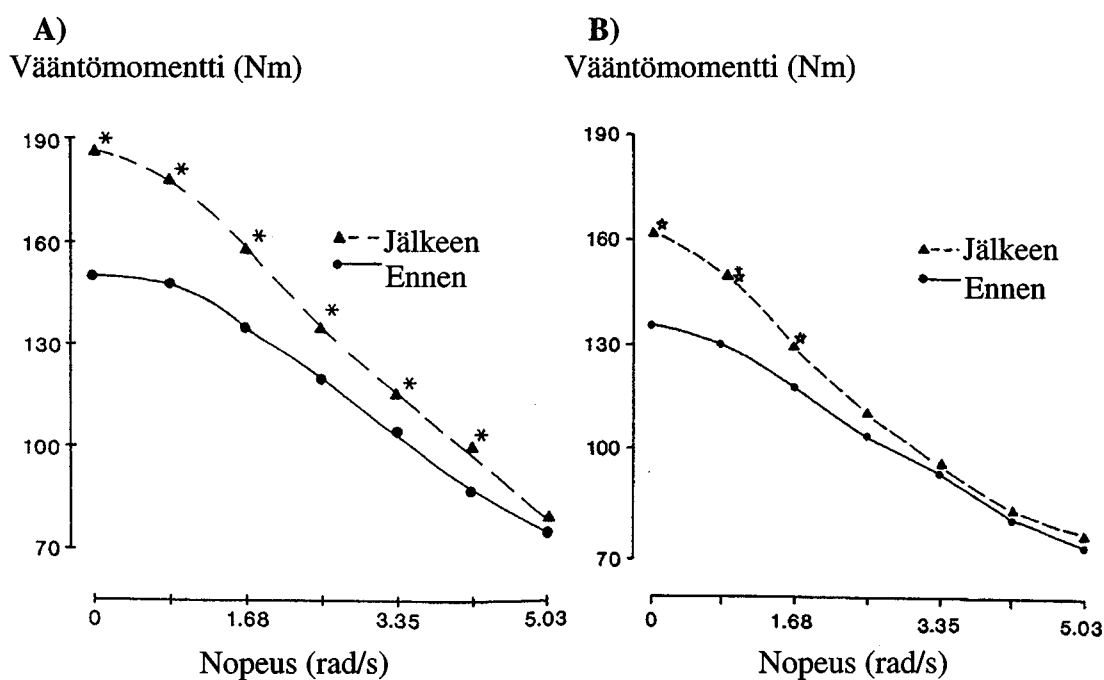 A)
Vääntömomentti (Nm)
190
160
130
100
70
* * * * * *
Jälkeen
Ennen
0 1.68 3.35 5.03
Nopeus (rad/s)
B)
Vääntömomentti (Nm)
190
160
130
100
70
Jälkeen
Ennen
0 1.68 3.35 5.03
Nopeus (rad/s)